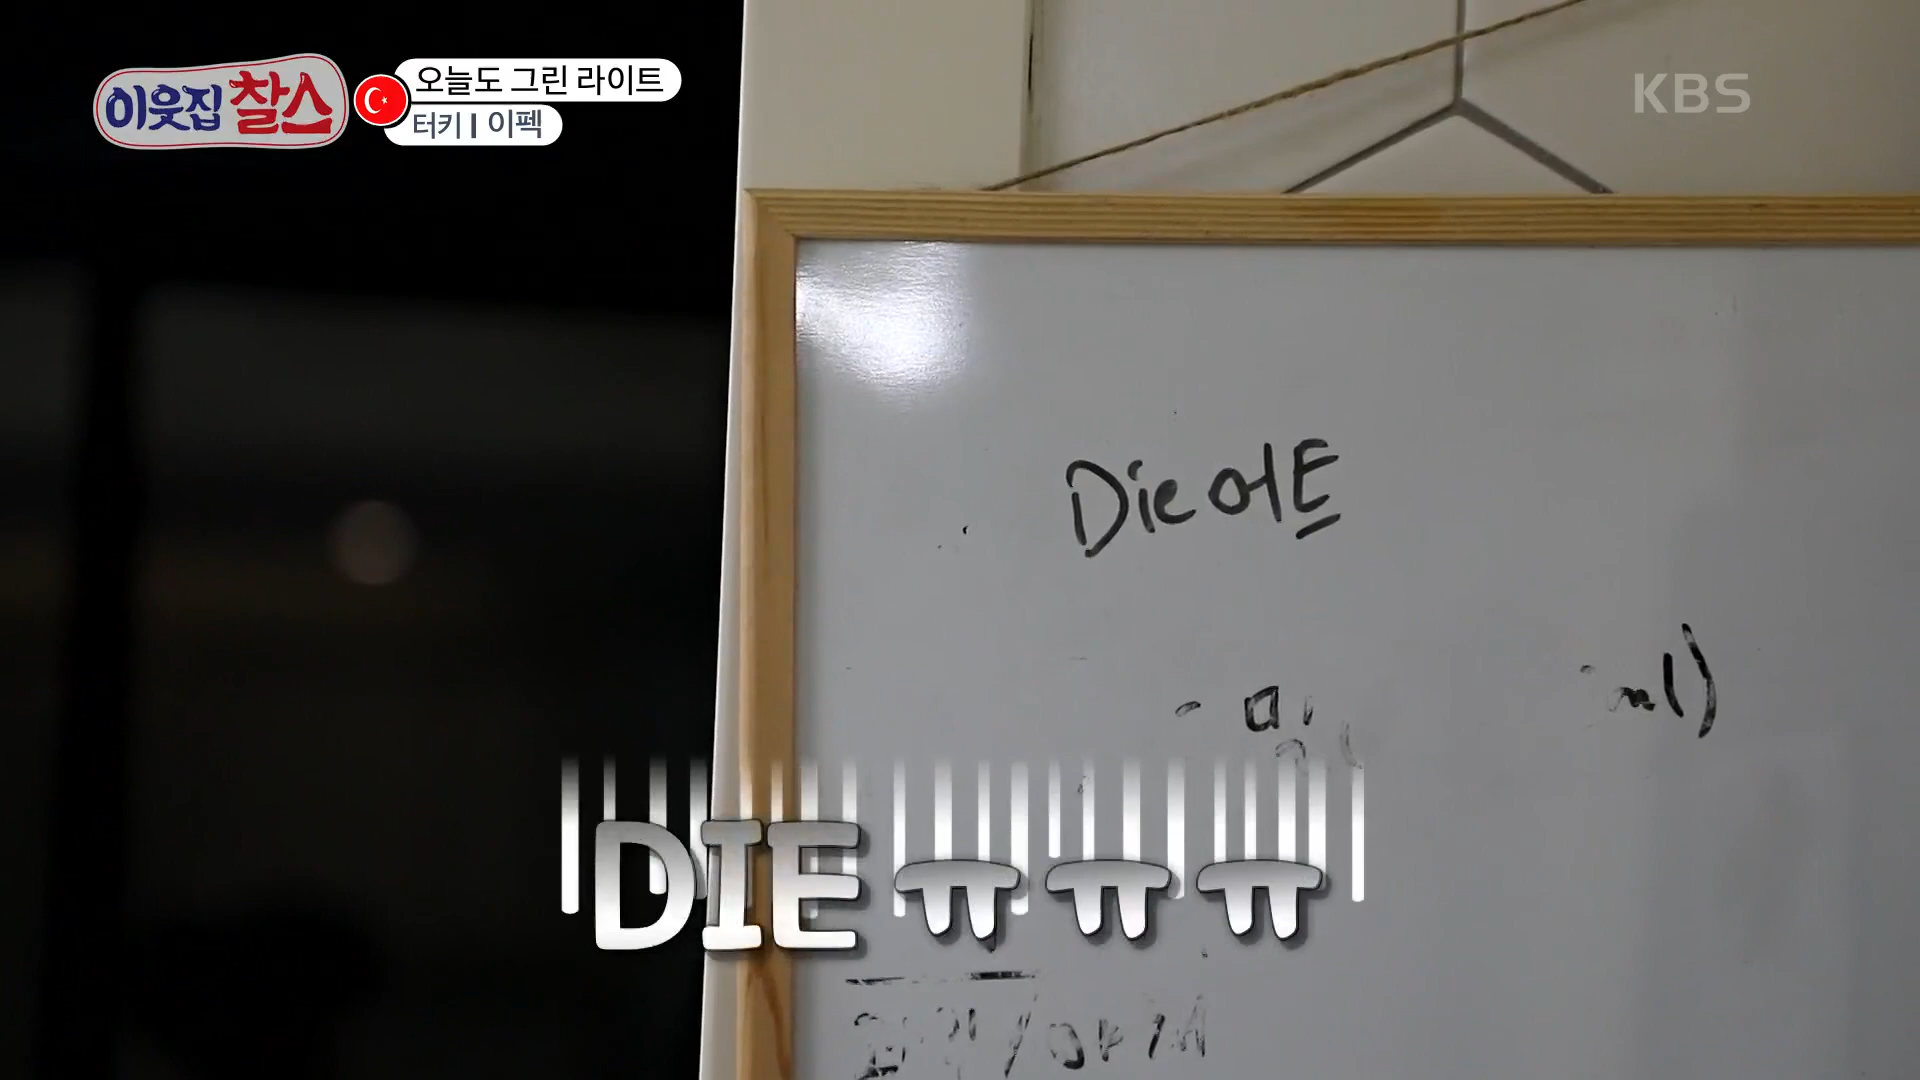 이웃집 찰스
오늘도 그린 라이트
터키 | 이펙
KBS
Die어트
DIE ㅠㅠㅠ